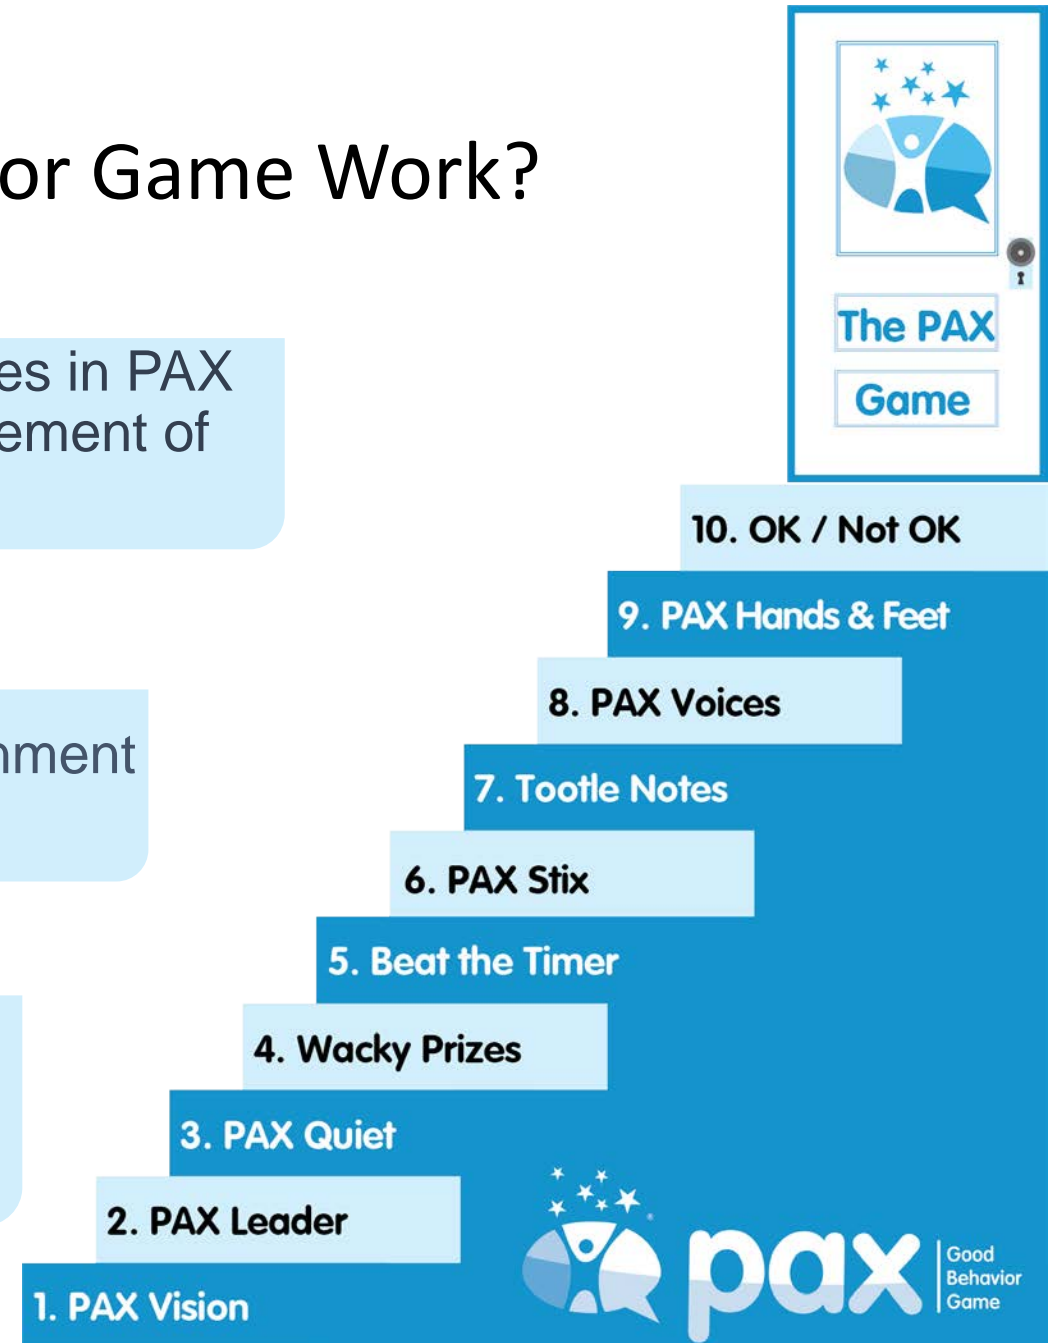 or Game Work?
The PAX
Game
es in PAX
ement of
10. OK / Not OK
9. PAX Hands & Feet
8. PAX Voices
nment
7. Tootle Notes
6. PAX Stix
5. Beat the Timer
4. Wacky Prizes
3. PAX Quiet
2. PAX Leader
1. PAX Vision
pax
Good
Behavior
Game